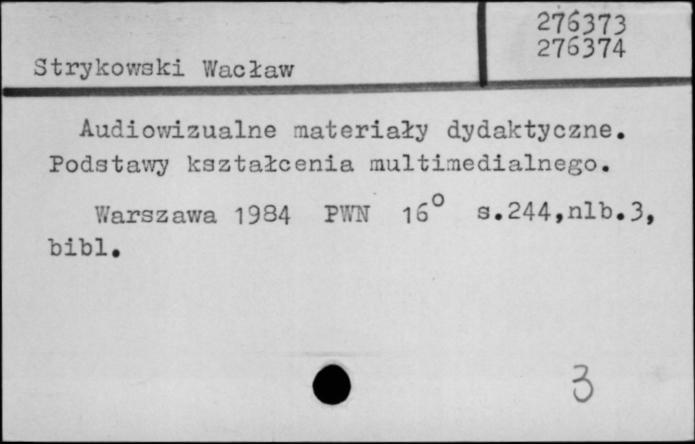 276373
276374
Strykowski Wacław
Audiowizualne materiały dydaktyczne.
Podstawy kształcenia multimedialnego.
Warszawa 1984 PWN 16° s.244,nlb.3,
bibl.
3